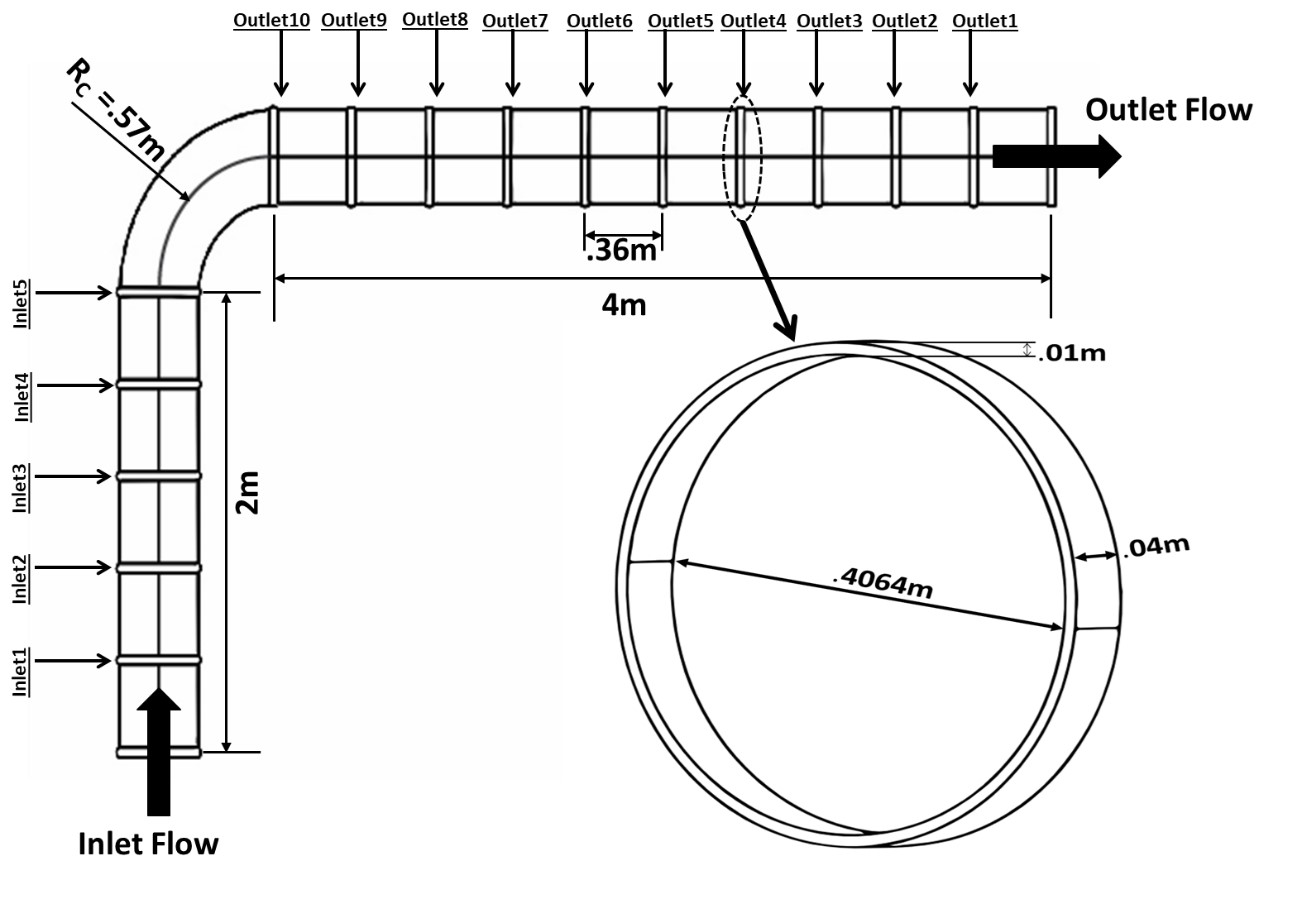 Outlet10 Outlet9 Outlet8 Outlet7 Outlet6 Outlet5 Outlet4 Outlet3 Outlet2 Outlet1
R_C =.57m
Outlet Flow
.36m
4m
Inlet5
Inlet4
Inlet3
Inlet2
Inlet1
2m
.01m
.04m
.4064m
Inlet Flow